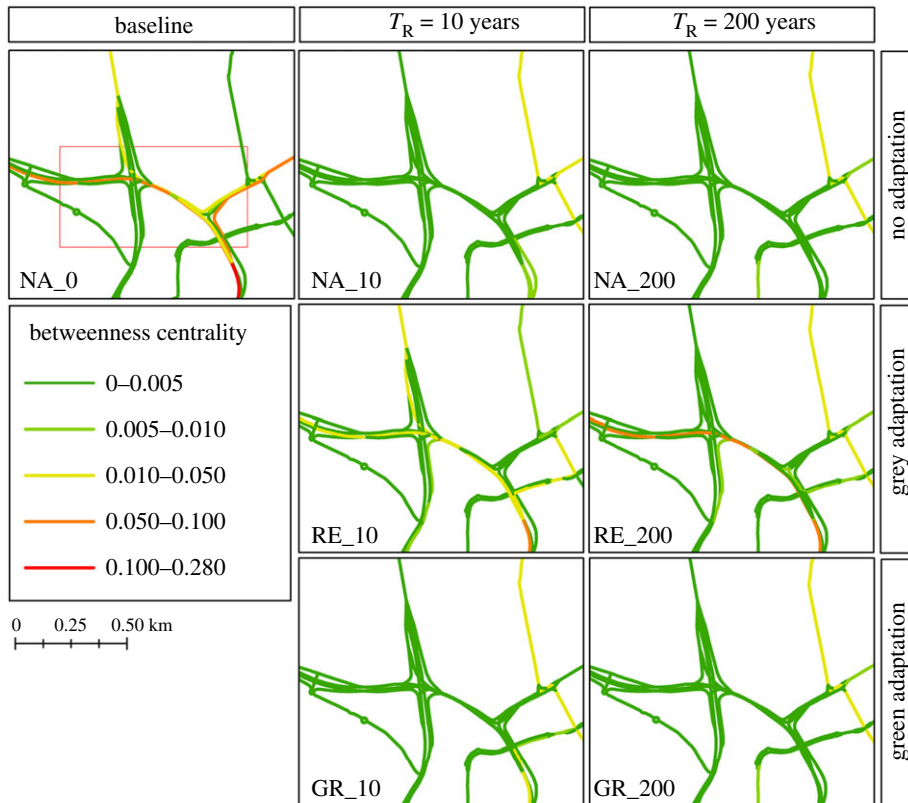 baseline
T_R = 10 years
T_R = 200 years
NA_0
NA_10
NA_200
no adaptation
betweenness centrality
0–0.005
0.005–0.010
0.010–0.050
0.050–0.100
0.100–0.280
RE_10
RE_200
grey adaptation
0 0.25 0.50 km
GR_10
GR_200
green adaptation